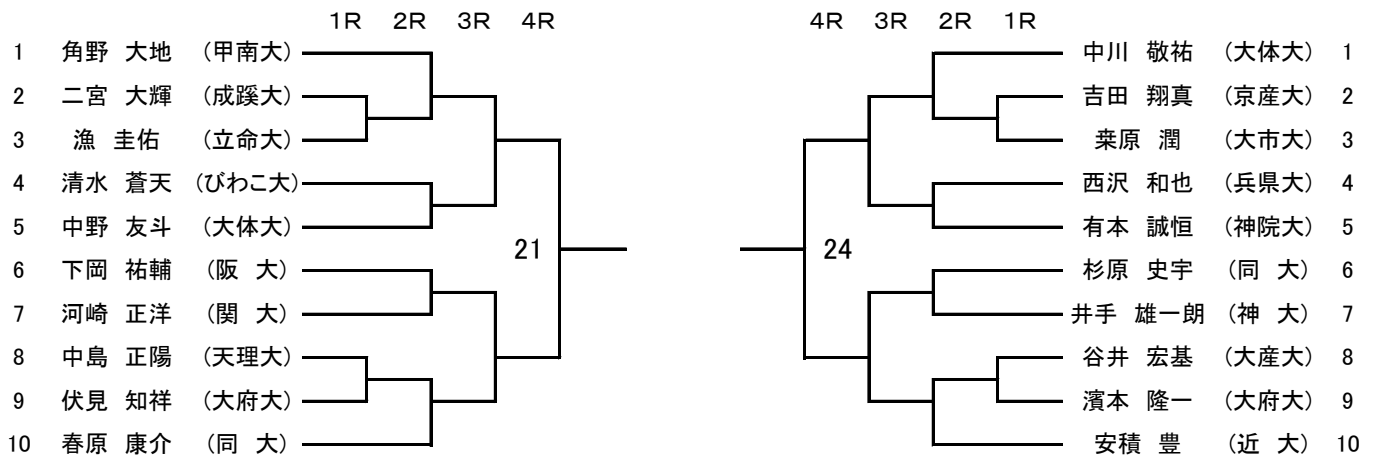 1R 2R 3R 4R 4R 3R 2R 1R
1 角野 大地 (甲南大) 中川 敬祐 (大体大) 1
2 二宮 大輝 (成蹊大) 吉田 翔真 (京産大) 2
3 漁 圭佑 (立命大) 桒原 潤 (大市大) 3
4 清水 蒼天 (びわこ大) 西沢 和也 (兵県大) 4
5 中野 友斗 (大体大) 有本 誠恒 (神院大) 5
21 24
6 下岡 祐輔 (阪 大) 杉原 史宇 (同 大) 6
7 河崎 正洋 (関 大) 井手 雄一朗 (神 大) 7
8 中島 正陽 (天理大) 谷井 宏基 (大産大) 8
9 伏見 知祥 (大府大) 濱本 隆一 (大府大) 9
10 春原 康介 (同 大) 安積 豊 (近 大) 10